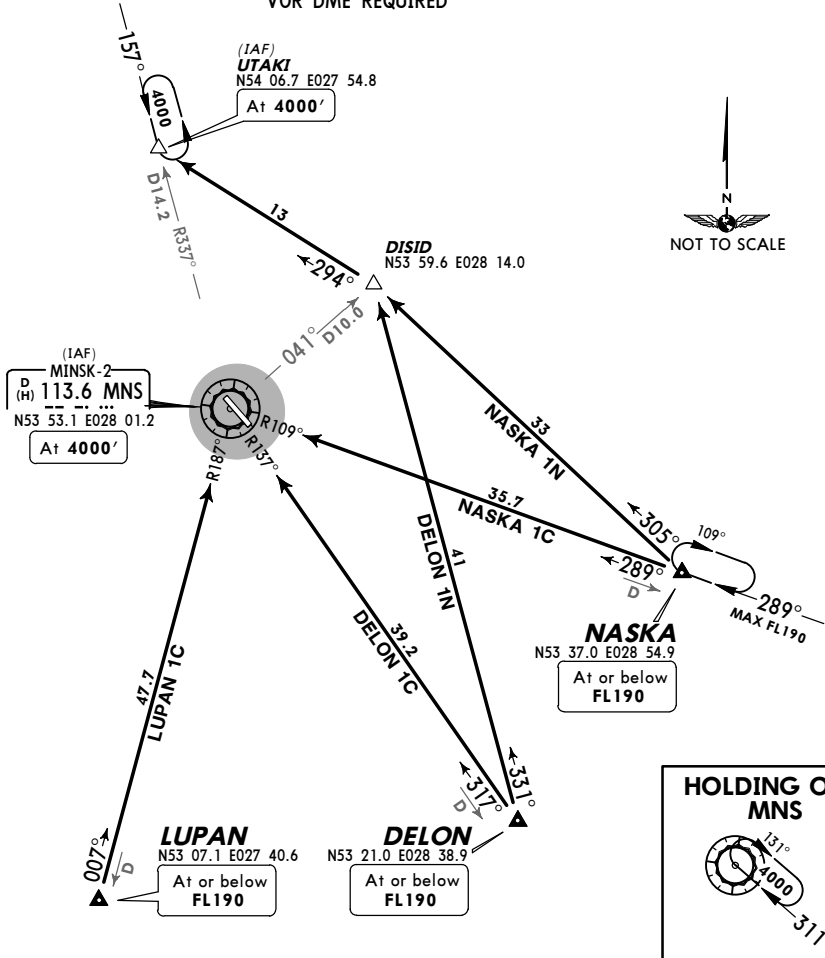 VOR DME REQUIRED
157°
4000
(IAF)
UTAKI
N54 06.7 E027 54.8
At 4000'
D14.2 R337°
13
294°
DISID
N53 59.6 E028 14.0
N
NOT TO SCALE
041°
D10.0
(IAF)
MINSK-2
D
(H) 113.6 MNS
N53 53.1 E028 01.2
At 4000'
R109°
R137°
R187°
33
NASKA 1N
35.7
NASKA 1C
305°
109°
289°
D
289°
MAX FL190
NASKA
N53 37.0 E028 54.9
At or below
FL190
41
DELON 1N
39.2
DELON 1C
47.7
LUPAN 1C
331°
317°
D
DELON
N53 21.0 E028 38.9
At or below
FL190
007°
D
LUPAN
N53 07.1 E027 40.6
At or below
FL190
HOLDING O
MNS
131°
4000
311